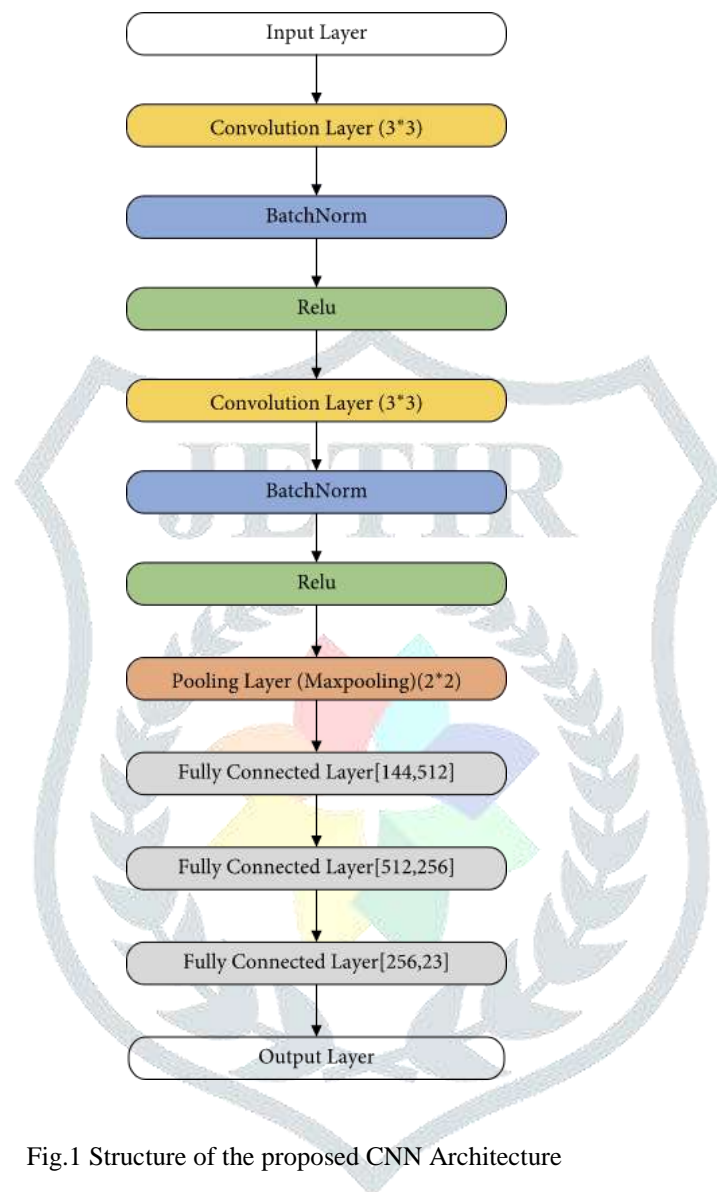 Input Layer
Convolution Layer (3*3)
BatchNorm
Relu
Convolution Layer (3*3)
JETIR
BatchNorm
Relu
Pooling Layer (Maxpooling)(2*2)
Fully Connected Layer[144,512]
Fully Connected Layer[512,256]
Fully Connected Layer[256,23]
Output Layer
Fig.1 Structure of the proposed CNN Architecture